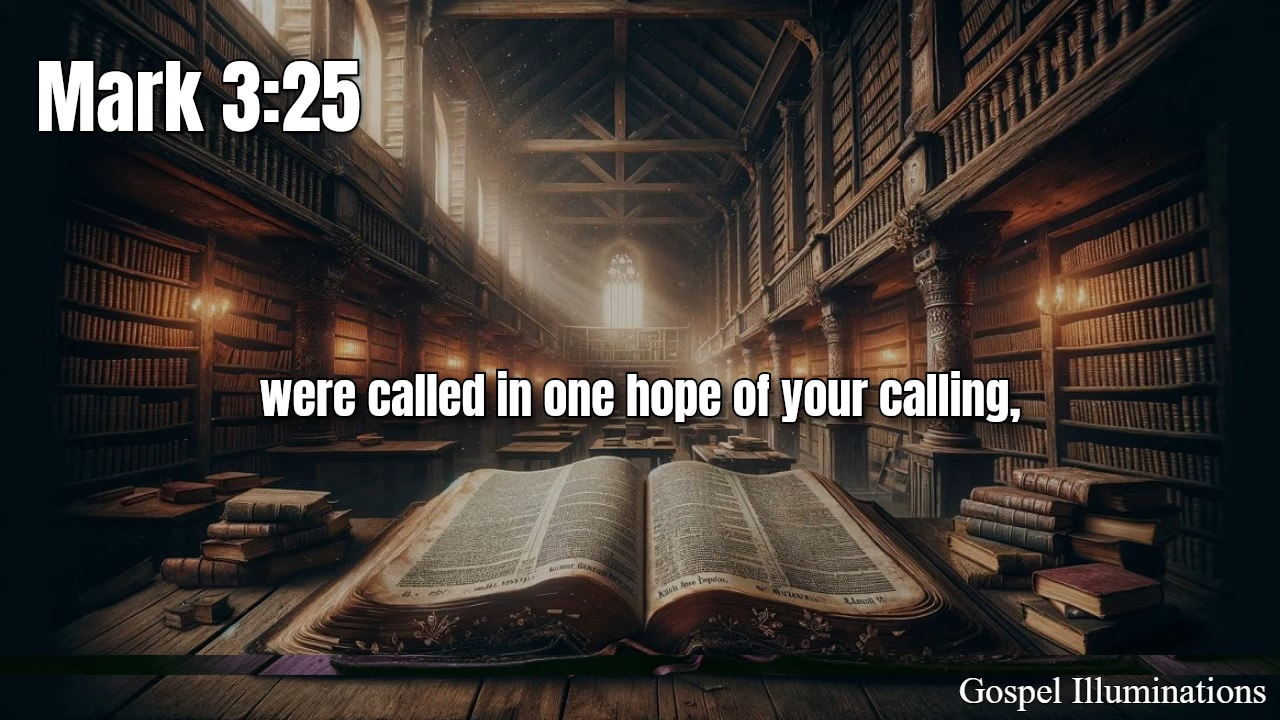 Mark 3:25
were called in one hope of your calling,
Gospel Illuminations